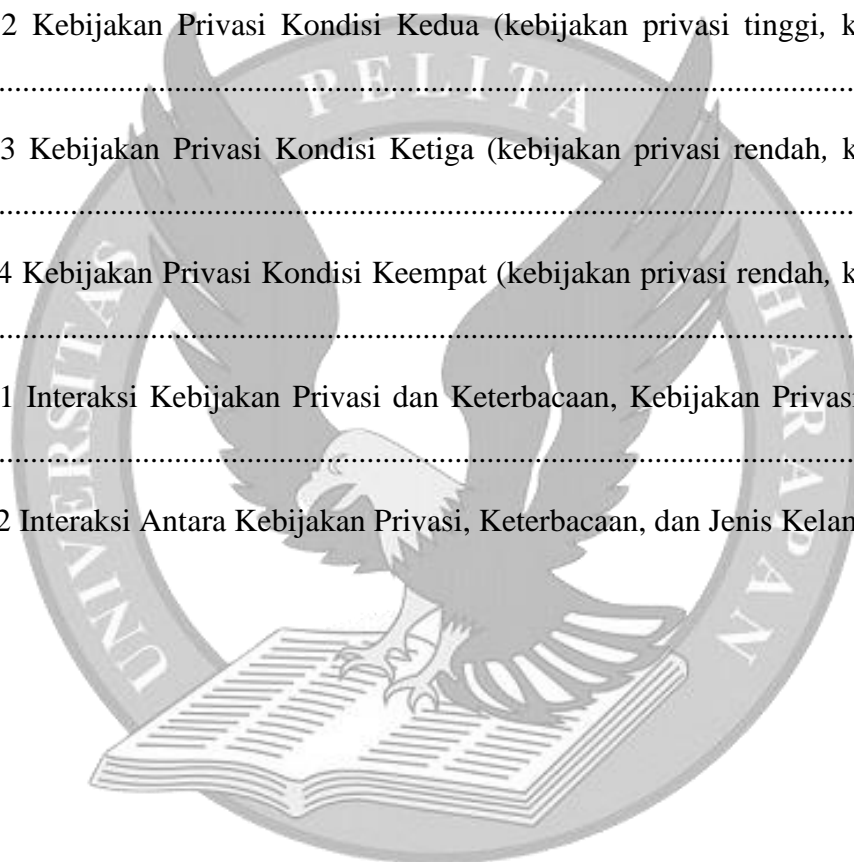 2 Kebijakan Privasi Kondisi Kedua (kebijakan privasi tinggi, k
................................................................................
3 Kebijakan Privasi Kondisi Ketiga (kebijakan privasi rendah, k
................................................................................
4 Kebijakan Privasi Kondisi Keempat (kebijakan privasi rendah, k
................................................................................
1 Interaksi Kebijakan Privasi dan Keterbacaan, Kebijakan Privasi
................................................................................
2 Interaksi Antara Kebijakan Privasi, Keterbacaan, dan Jenis Kelam
UNIVERSITAS PELITA HARAPAN